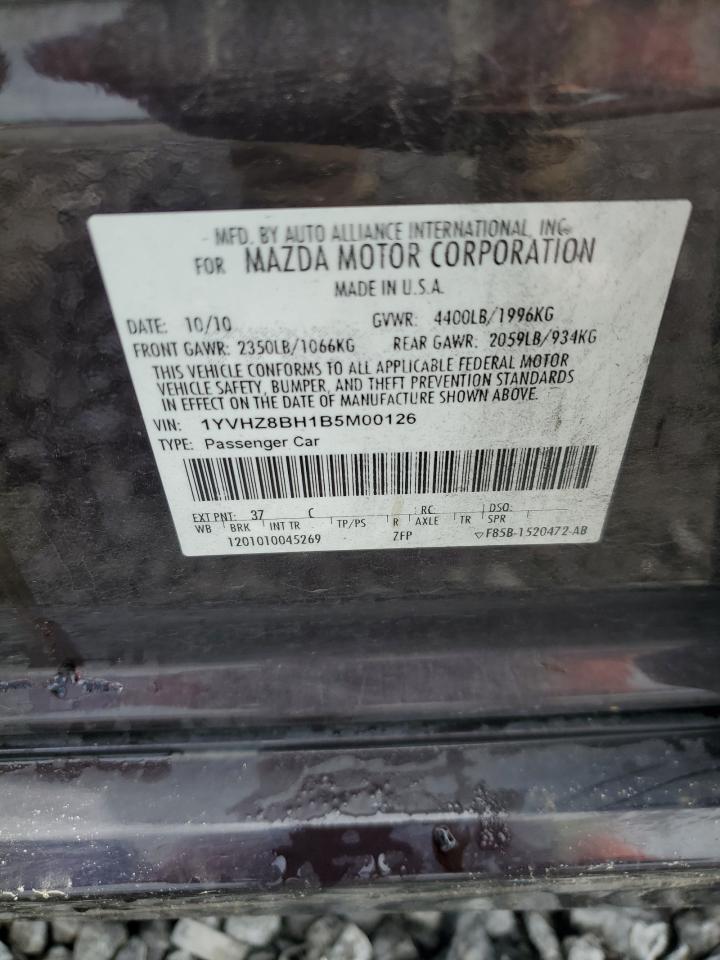 MFD. BY AUTO ALLIANCE INTERNATIONAL, INC.
FOR MAZDA MOTOR CORPORATION
MADE IN U.S.A.
DATE: 10/10 GVWR: 4400LB/1996KG
FRONT GAWR: 2350LB/1066KG REAR GAWR: 2059LB/934KG
THIS VEHICLE CONFORMS TO ALL APPLICABLE FEDERAL MOTOR
VEHICLE SAFETY, BUMPER, AND THEFT PREVENTION STANDARDS
IN EFFECT ON THE DATE OF MANUFACTURE SHOWN ABOVE.
VIN: 1YVHZ8BH1B5M00126
TYPE: Passenger Car
EXT PNT: 37 C RC: DSO:
WB BRK INT TR TP/PS R AXLE TR SPR
1201010045269 ZFP ▽F85B-1520472-AB